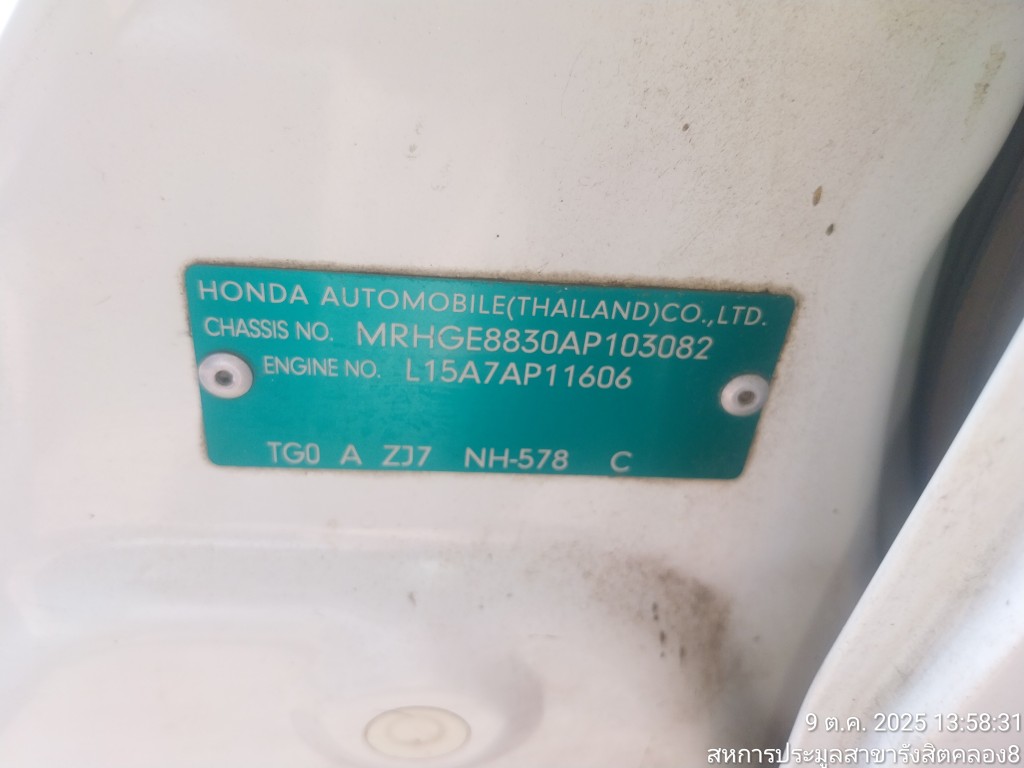 HONDA AUTOMOBILE(THAILAND)CO.,LTD.
CHASSIS NO. MRHGE8830AP103082
ENGINE NO. L15A7AP11606
TG0 A ZJ7 NH-578 C
9 ต.ค. 2025 13:58:31
สหการประมูลสาขารังสิตคลอง8